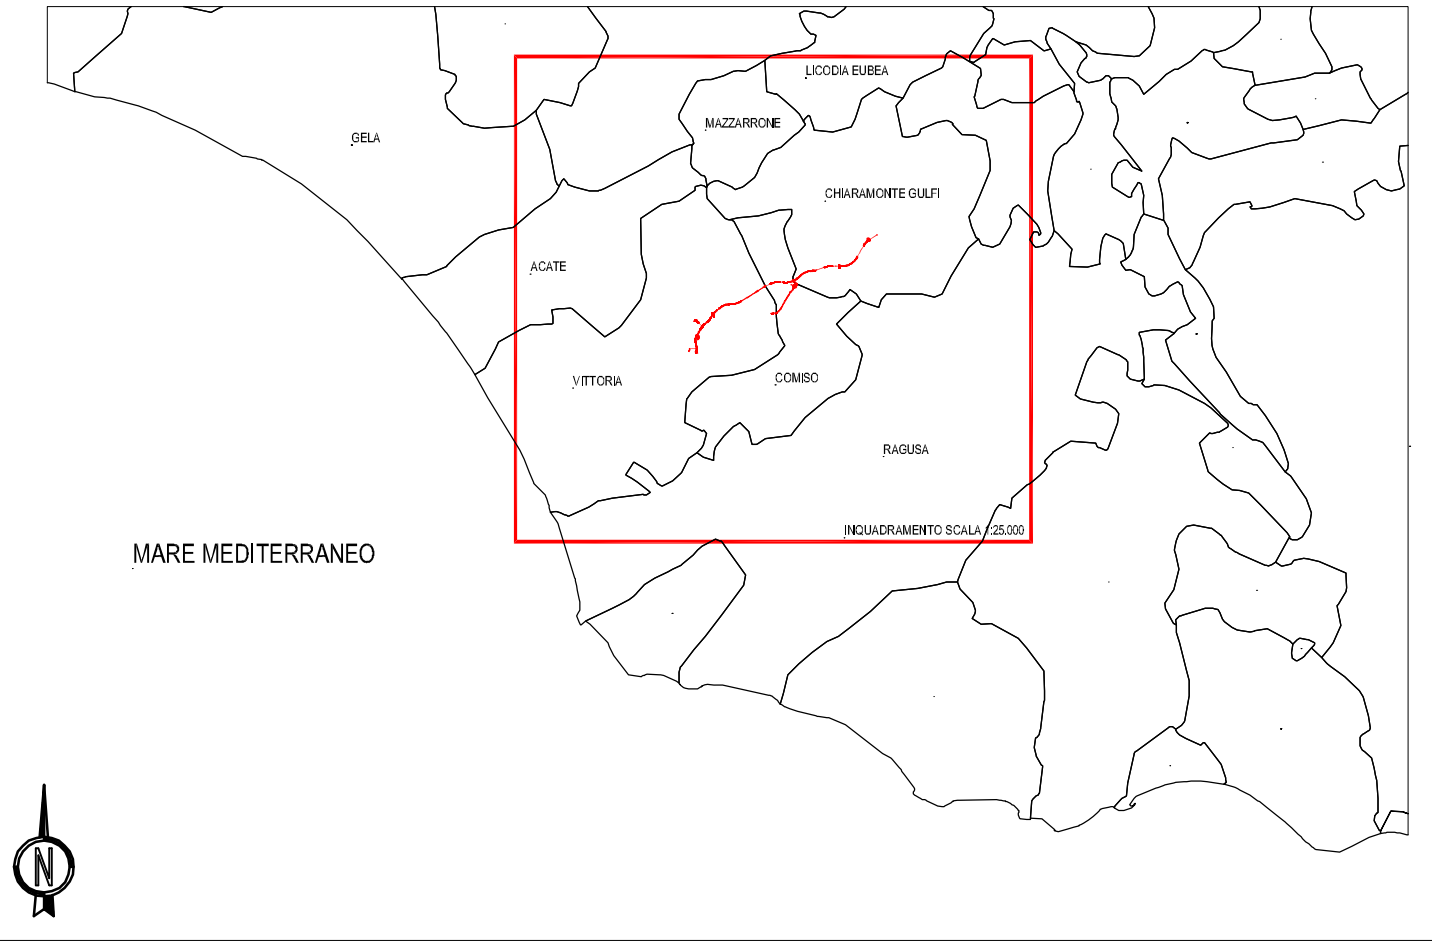 LICODIA EUBEA
MAZZARRONE
GELA
CHIARAMONTE GULFI
ACATE
VITTORIA
COMISO
RAGUSA
INQUADRAMENTO SCALA 1:25.000
MARE MEDITERRANEO
N